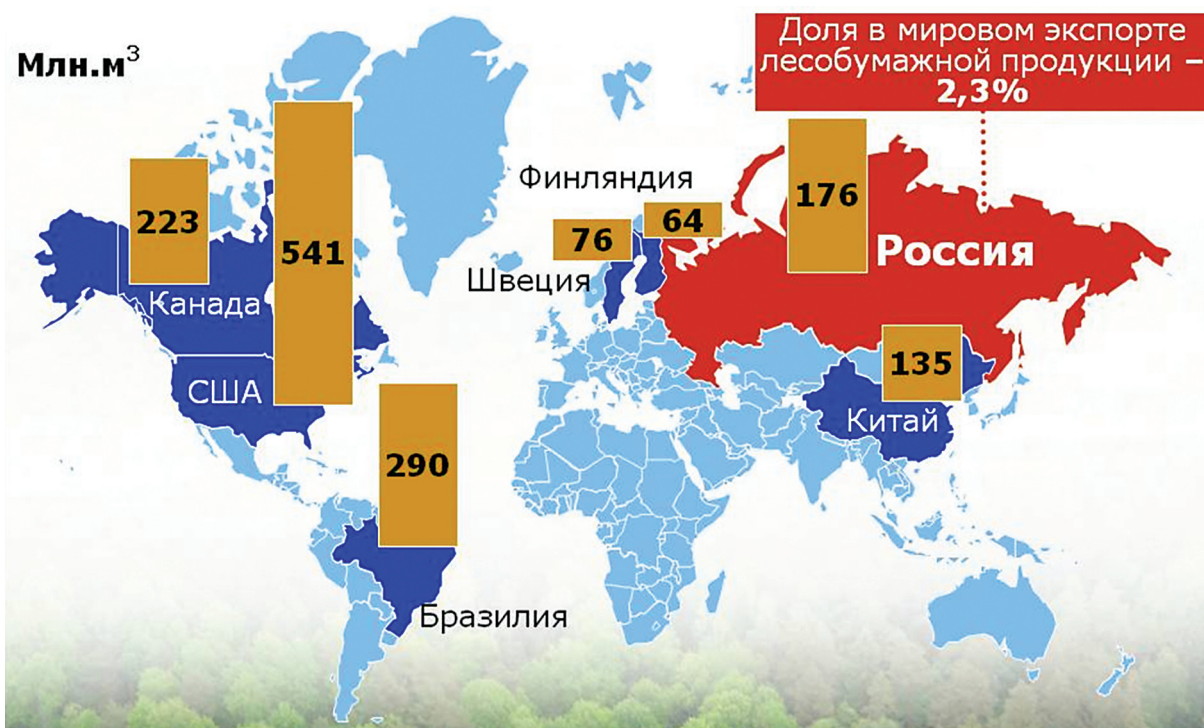 Млн.м³
Доля в мировом экспорте
лесобумажной продукции –
2,3%
Финляндия
223
541
176
64
76
Россия
Швеция
Канада
135
США
Китай
290
Бразилия